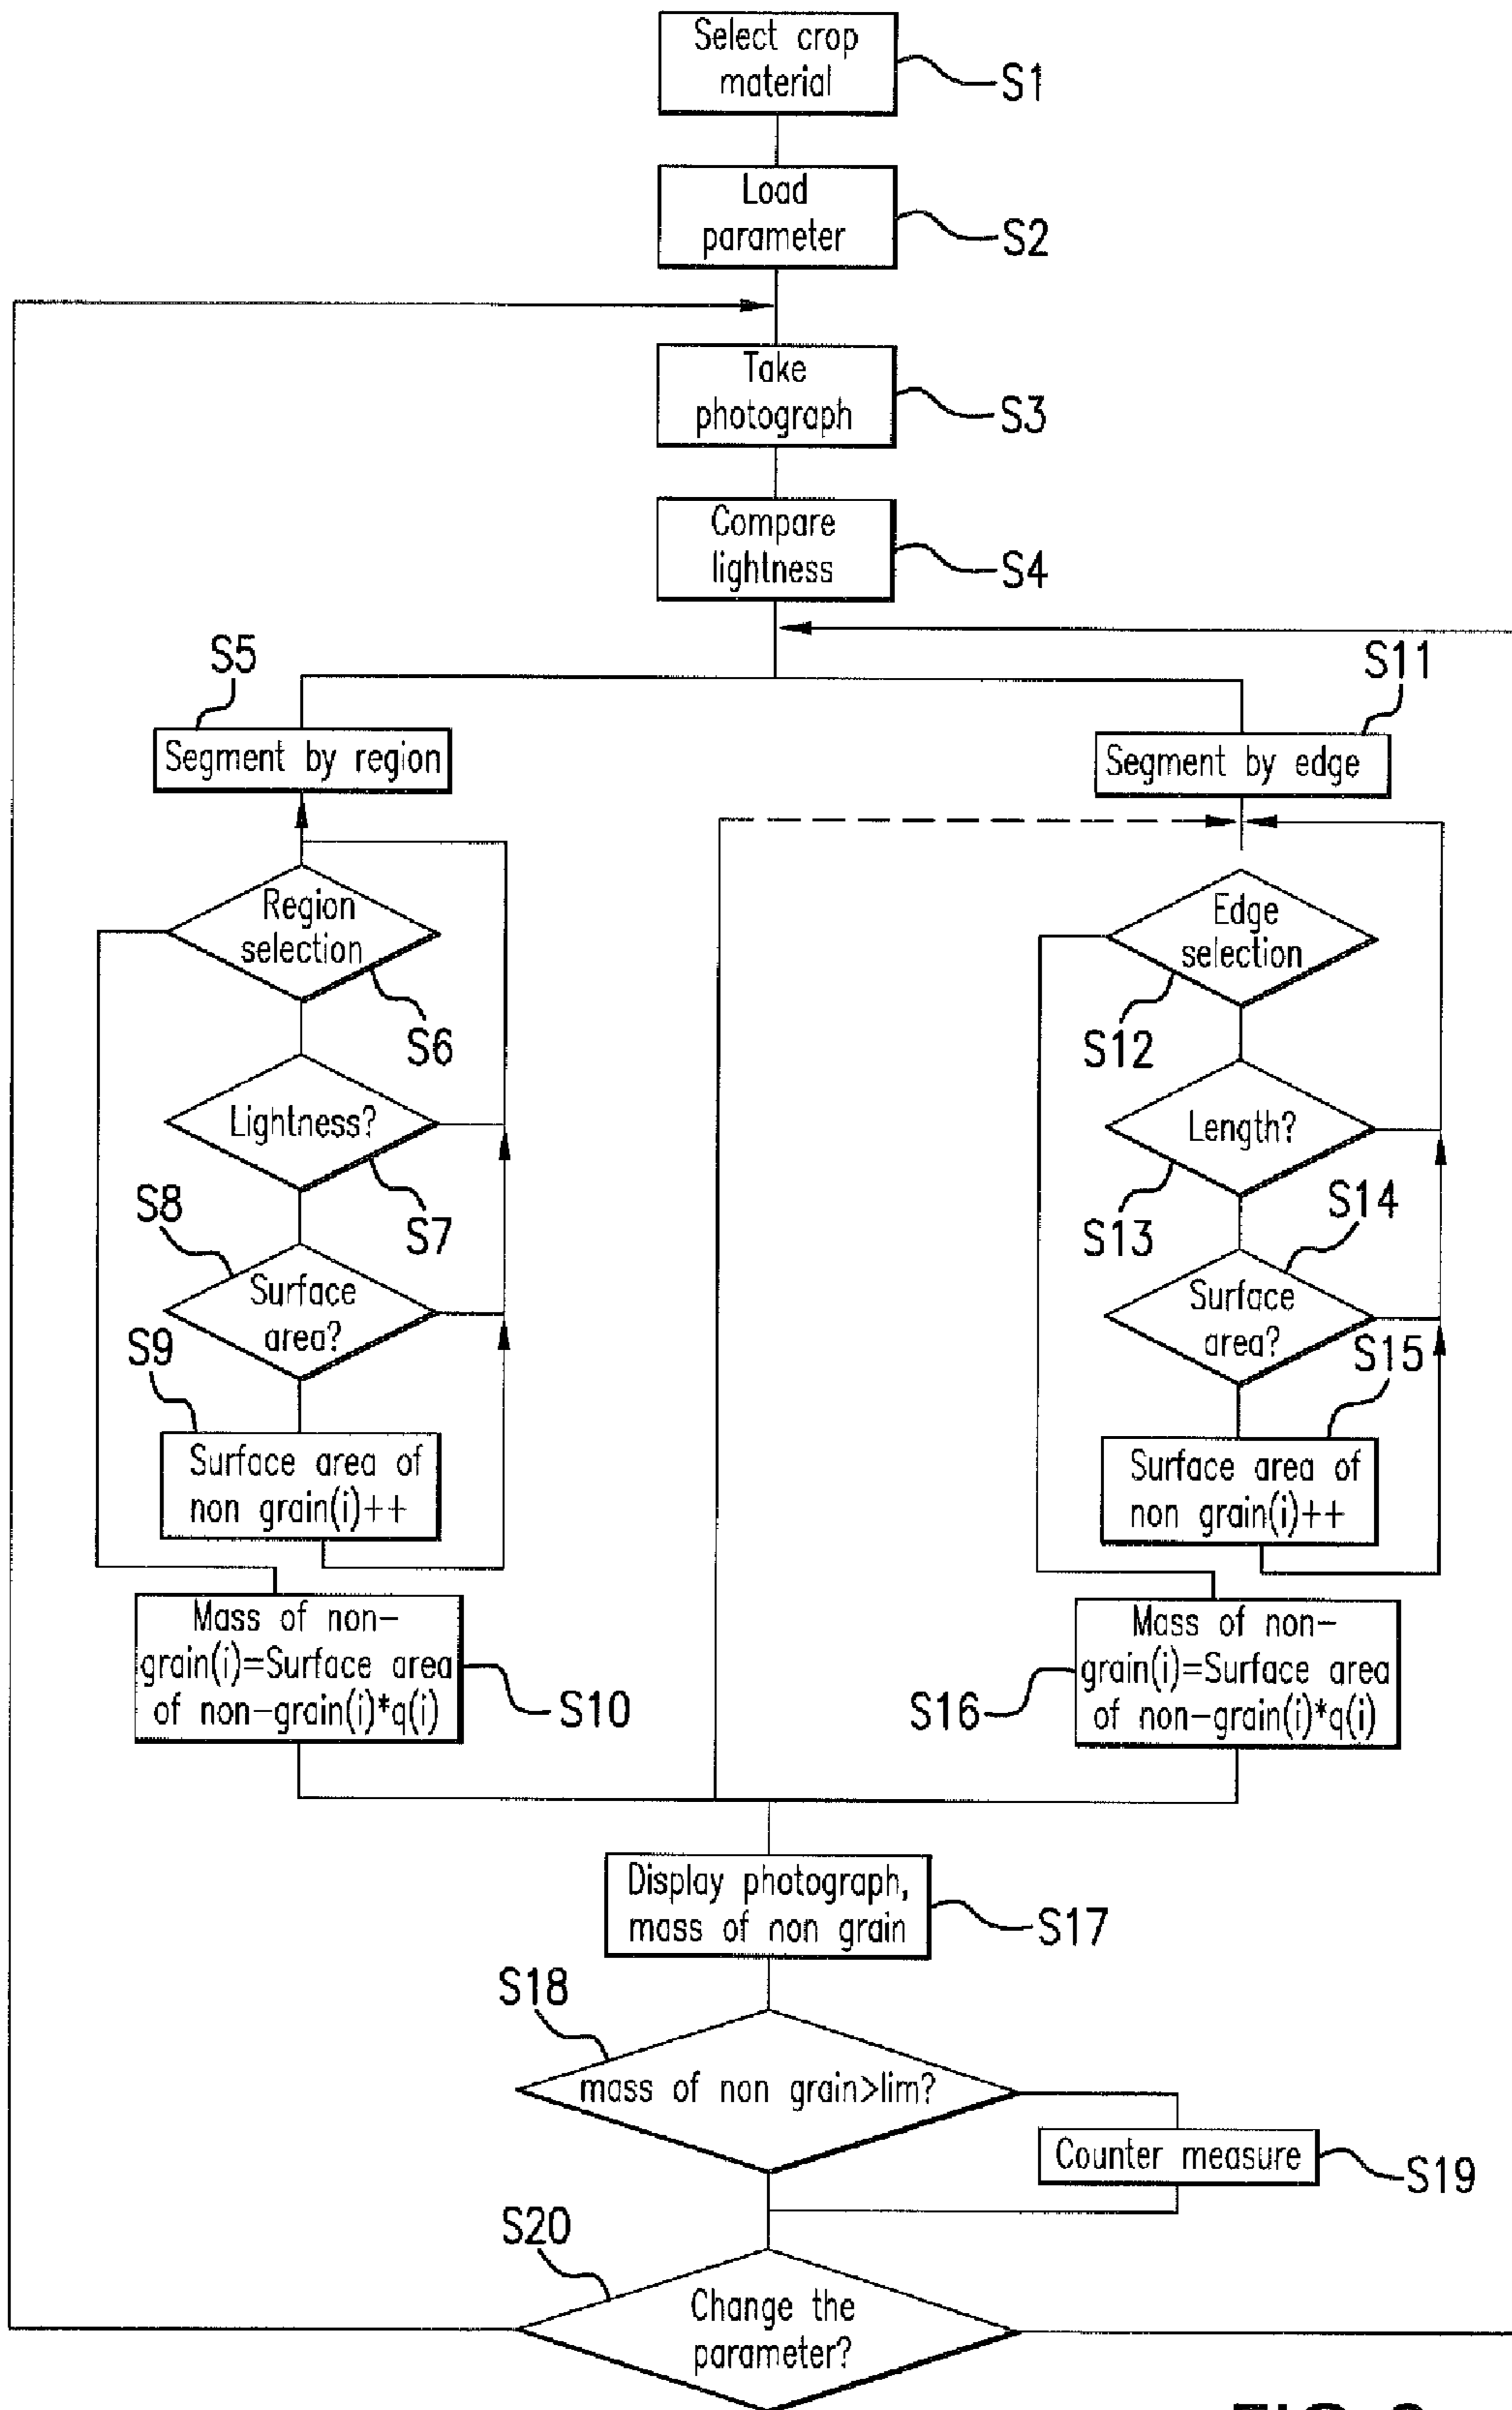 Select crop
material
S1
Load
parameter
S2
Take
photograph
S3
Compare
lightness
S4
S5
Segment by region
Region
selection
S6
Lightness?
S7
S8
Surface
area?
S9
Surface area of
non grain(i)++
Mass of non-
grain(i)=Surface area
of non-grain(i)*q(i)
S10
S11
Segment by edge
Edge
selection
S12
Length?
S13
S14
Surface
area?
S15
Surface area of
non grain(i)++
Mass of non-
grain(i)=Surface area
of non-grain(i)*q(i)
S16
Display photograph,
mass of non grain
S17
S18
mass of non grain>lim?
Counter measure
S19
S20
Change the
parameter?